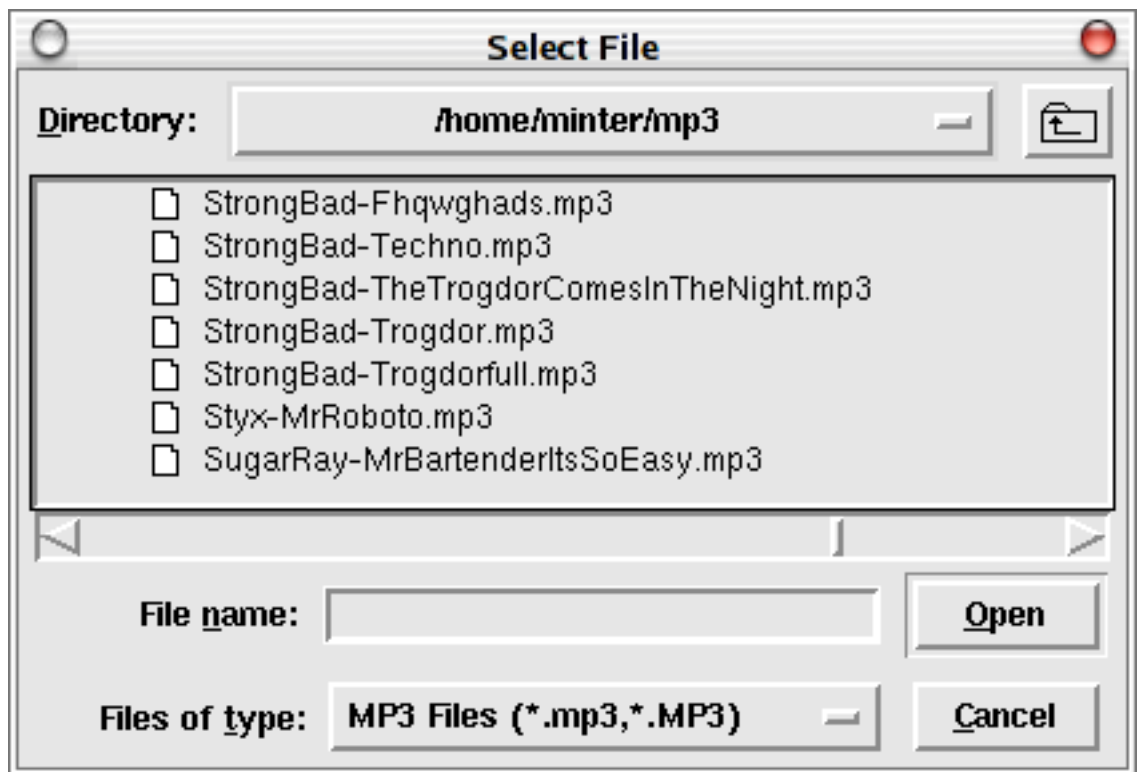 Select File
Directory: /home/minter/mp3
StrongBad-Fhqwghads.mp3
StrongBad-Techno.mp3
StrongBad-TheTrogdorComesInTheNight.mp3
StrongBad-Trogdor.mp3
StrongBad-Trogdorfull.mp3
Styx-MrRoboto.mp3
SugarRay-MrBartenderItsSoEasy.mp3
File name: Open
Files of type: MP3 Files (*.mp3,*.MP3) Cancel